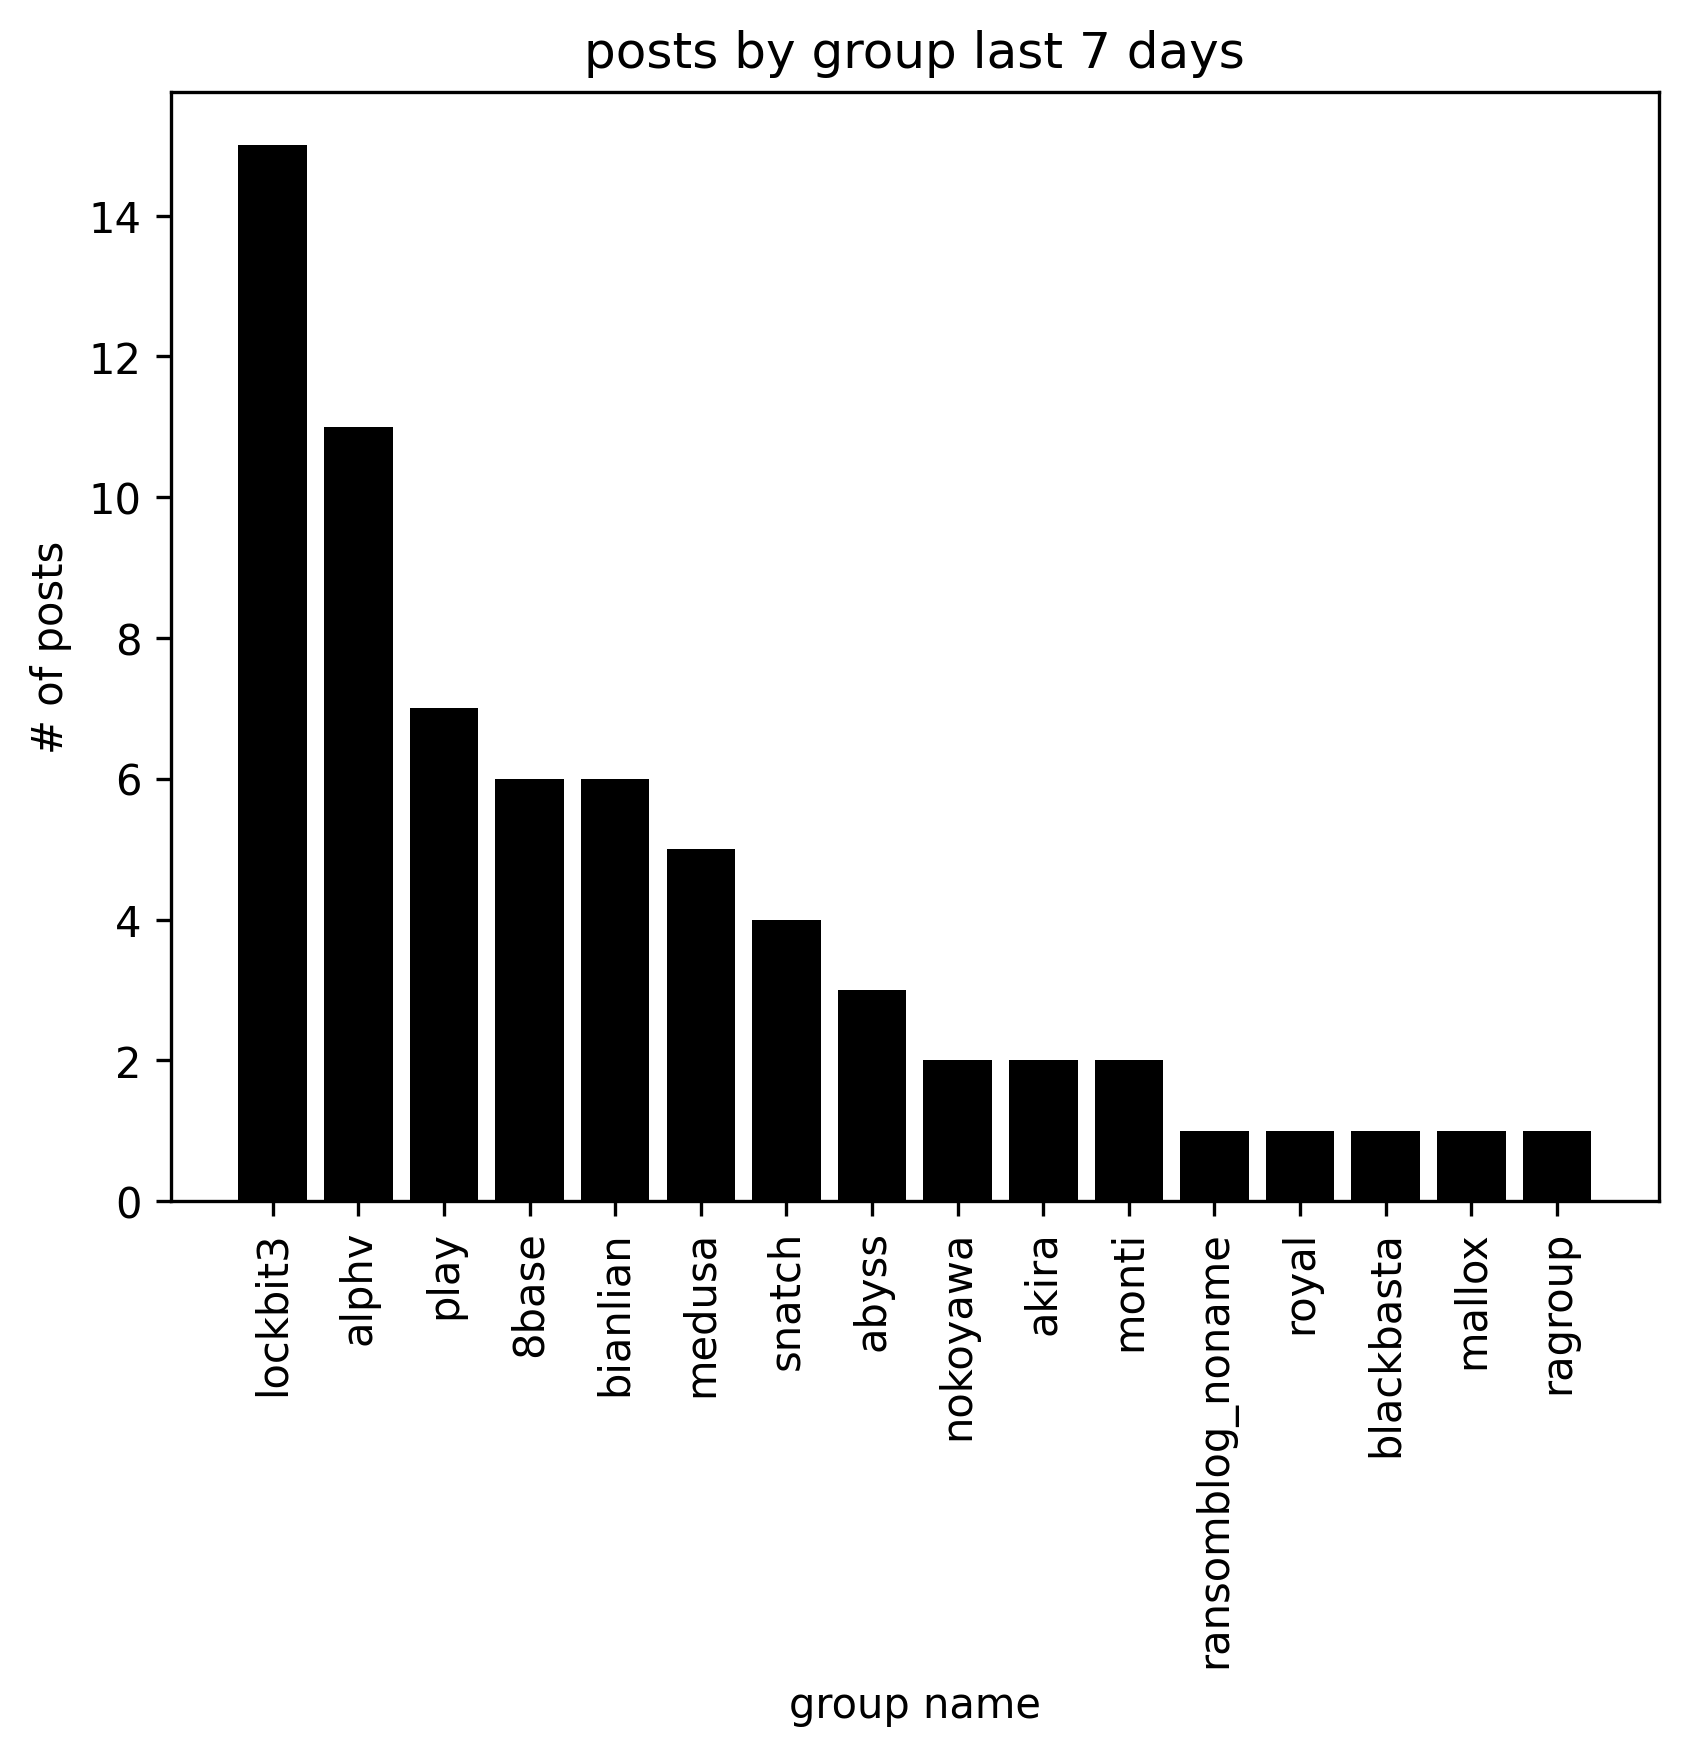 posts by group last 7 days
# of posts
14
12
10
8
6
4
2
0
lockbit3
alphv
play
8base
bianlian
medusa
snatch
abyss
nokoyawa
akira
monti
ransomblog_noname
royal
blackbasta
mallox
ragroup
group name